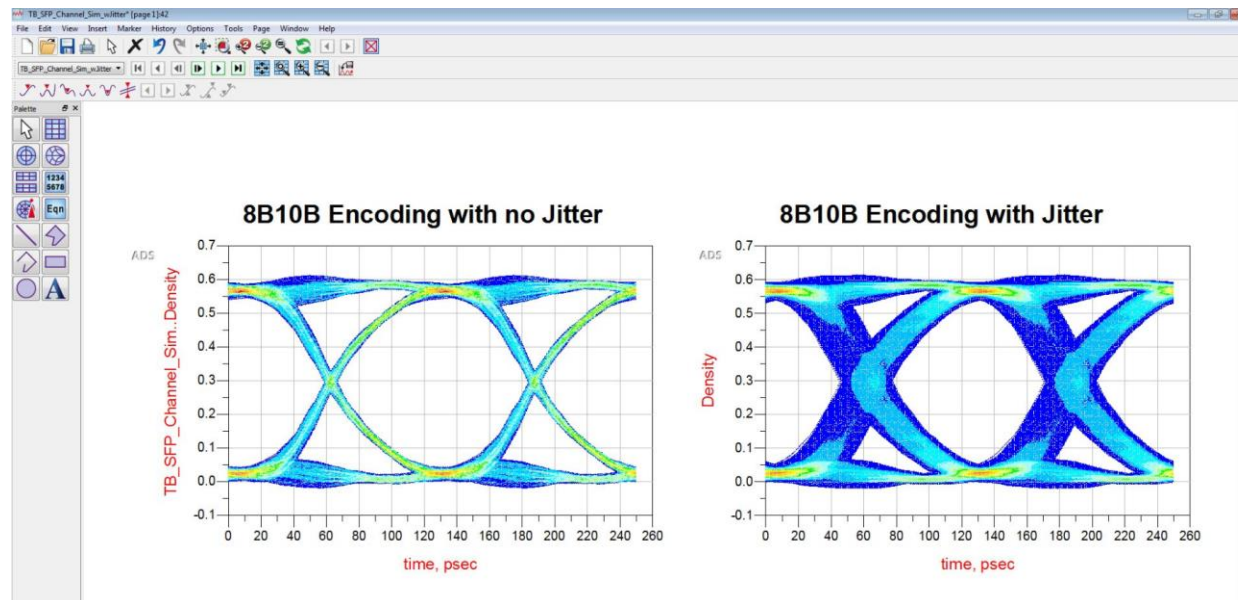 TB_SFP_Channel_Sim_wJitter* [page 1]:42
File Edit View Insert Marker History Options Tools Page Window Help
TB_SFP_Channel_Sim_wJitter
Palette
1234
5678
Eqn
A
8B10B Encoding with no Jitter
ADS
TB_SFP_Channel_Sim..Density
0.7
0.6
0.5
0.4
0.3
0.2
0.1
0.0
-0.1
0 20 40 60 80 100 120 140 160 180 200 220 240 260
time, psec
8B10B Encoding with Jitter
ADS
Density
0.7
0.6
0.5
0.4
0.3
0.2
0.1
0.0
-0.1
0 20 40 60 80 100 120 140 160 180 200 220 240 260
time, psec